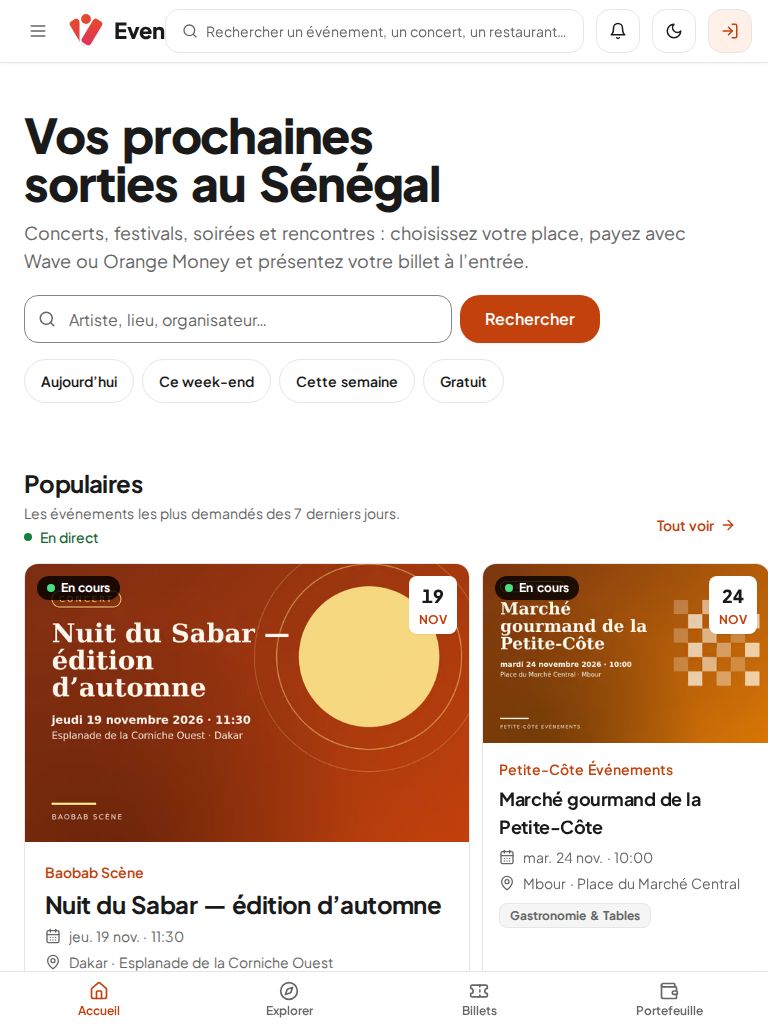 Even
Rechercher un événement, un concert, un restaurant…
Vos prochaines
sorties au Sénégal
Concerts, festivals, soirées et rencontres : choisissez votre place, payez avec
Wave ou Orange Money et présentez votre billet à l’entrée.
Artiste, lieu, organisateur…
Rechercher
Aujourd’hui
Ce week-end
Cette semaine
Gratuit
Populaires
Les événements les plus demandés des 7 derniers jours.
En direct
Tout voir
En cours
19
NOV
CONCERT
Nuit du Sabar —
édition
d’automne
jeudi 19 novembre 2026 · 11:30
Esplanade de la Corniche Ouest · Dakar
BAOBAB SCÈNE
Baobab Scène
Nuit du Sabar — édition d’automne
jeu. 19 nov. · 11:30
Dakar · Esplanade de la Corniche Ouest
En cours
24
NOV
Marché
gourmand de la
Petite-Côte
mardi 24 novembre 2026 · 10:00
Place du Marché Central · Mbour
PETITE-CÔTE ÉVÉNEMENTS
Petite-Côte Événements
Marché gourmand de la
Petite-Côte
mar. 24 nov. · 10:00
Mbour · Place du Marché Central
Gastronomie & Tables
Accueil
Explorer
Billets
Portefeuille